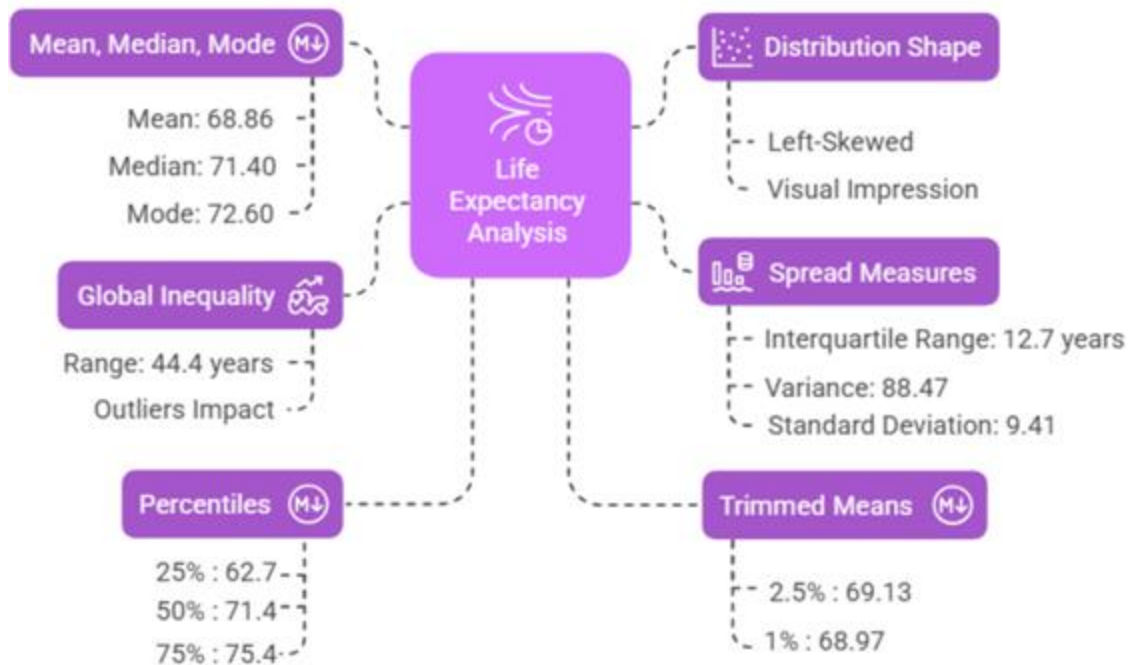 Mean, Median, Mode
Mean: 68.86
Median: 71.40
Mode: 72.60
Global Inequality
Range: 44.4 years
Outliers Impact
Percentiles
25% : 62.7
50% : 71.4
75% : 75.4
Life
Expectancy
Analysis
Distribution Shape
Left-Skewed
Visual Impression
Spread Measures
Interquartile Range: 12.7 years
Variance: 88.47
Standard Deviation: 9.41
Trimmed Means
2.5% : 69.13
1% : 68.97